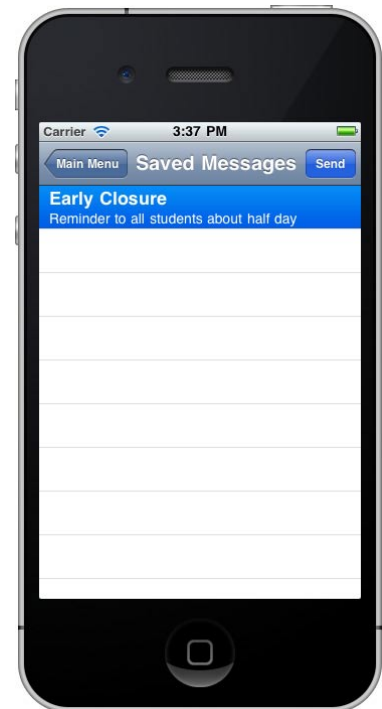 Carrier 3:37 PM
Main Menu Saved Messages Send
Early Closure
Reminder to all students about half day